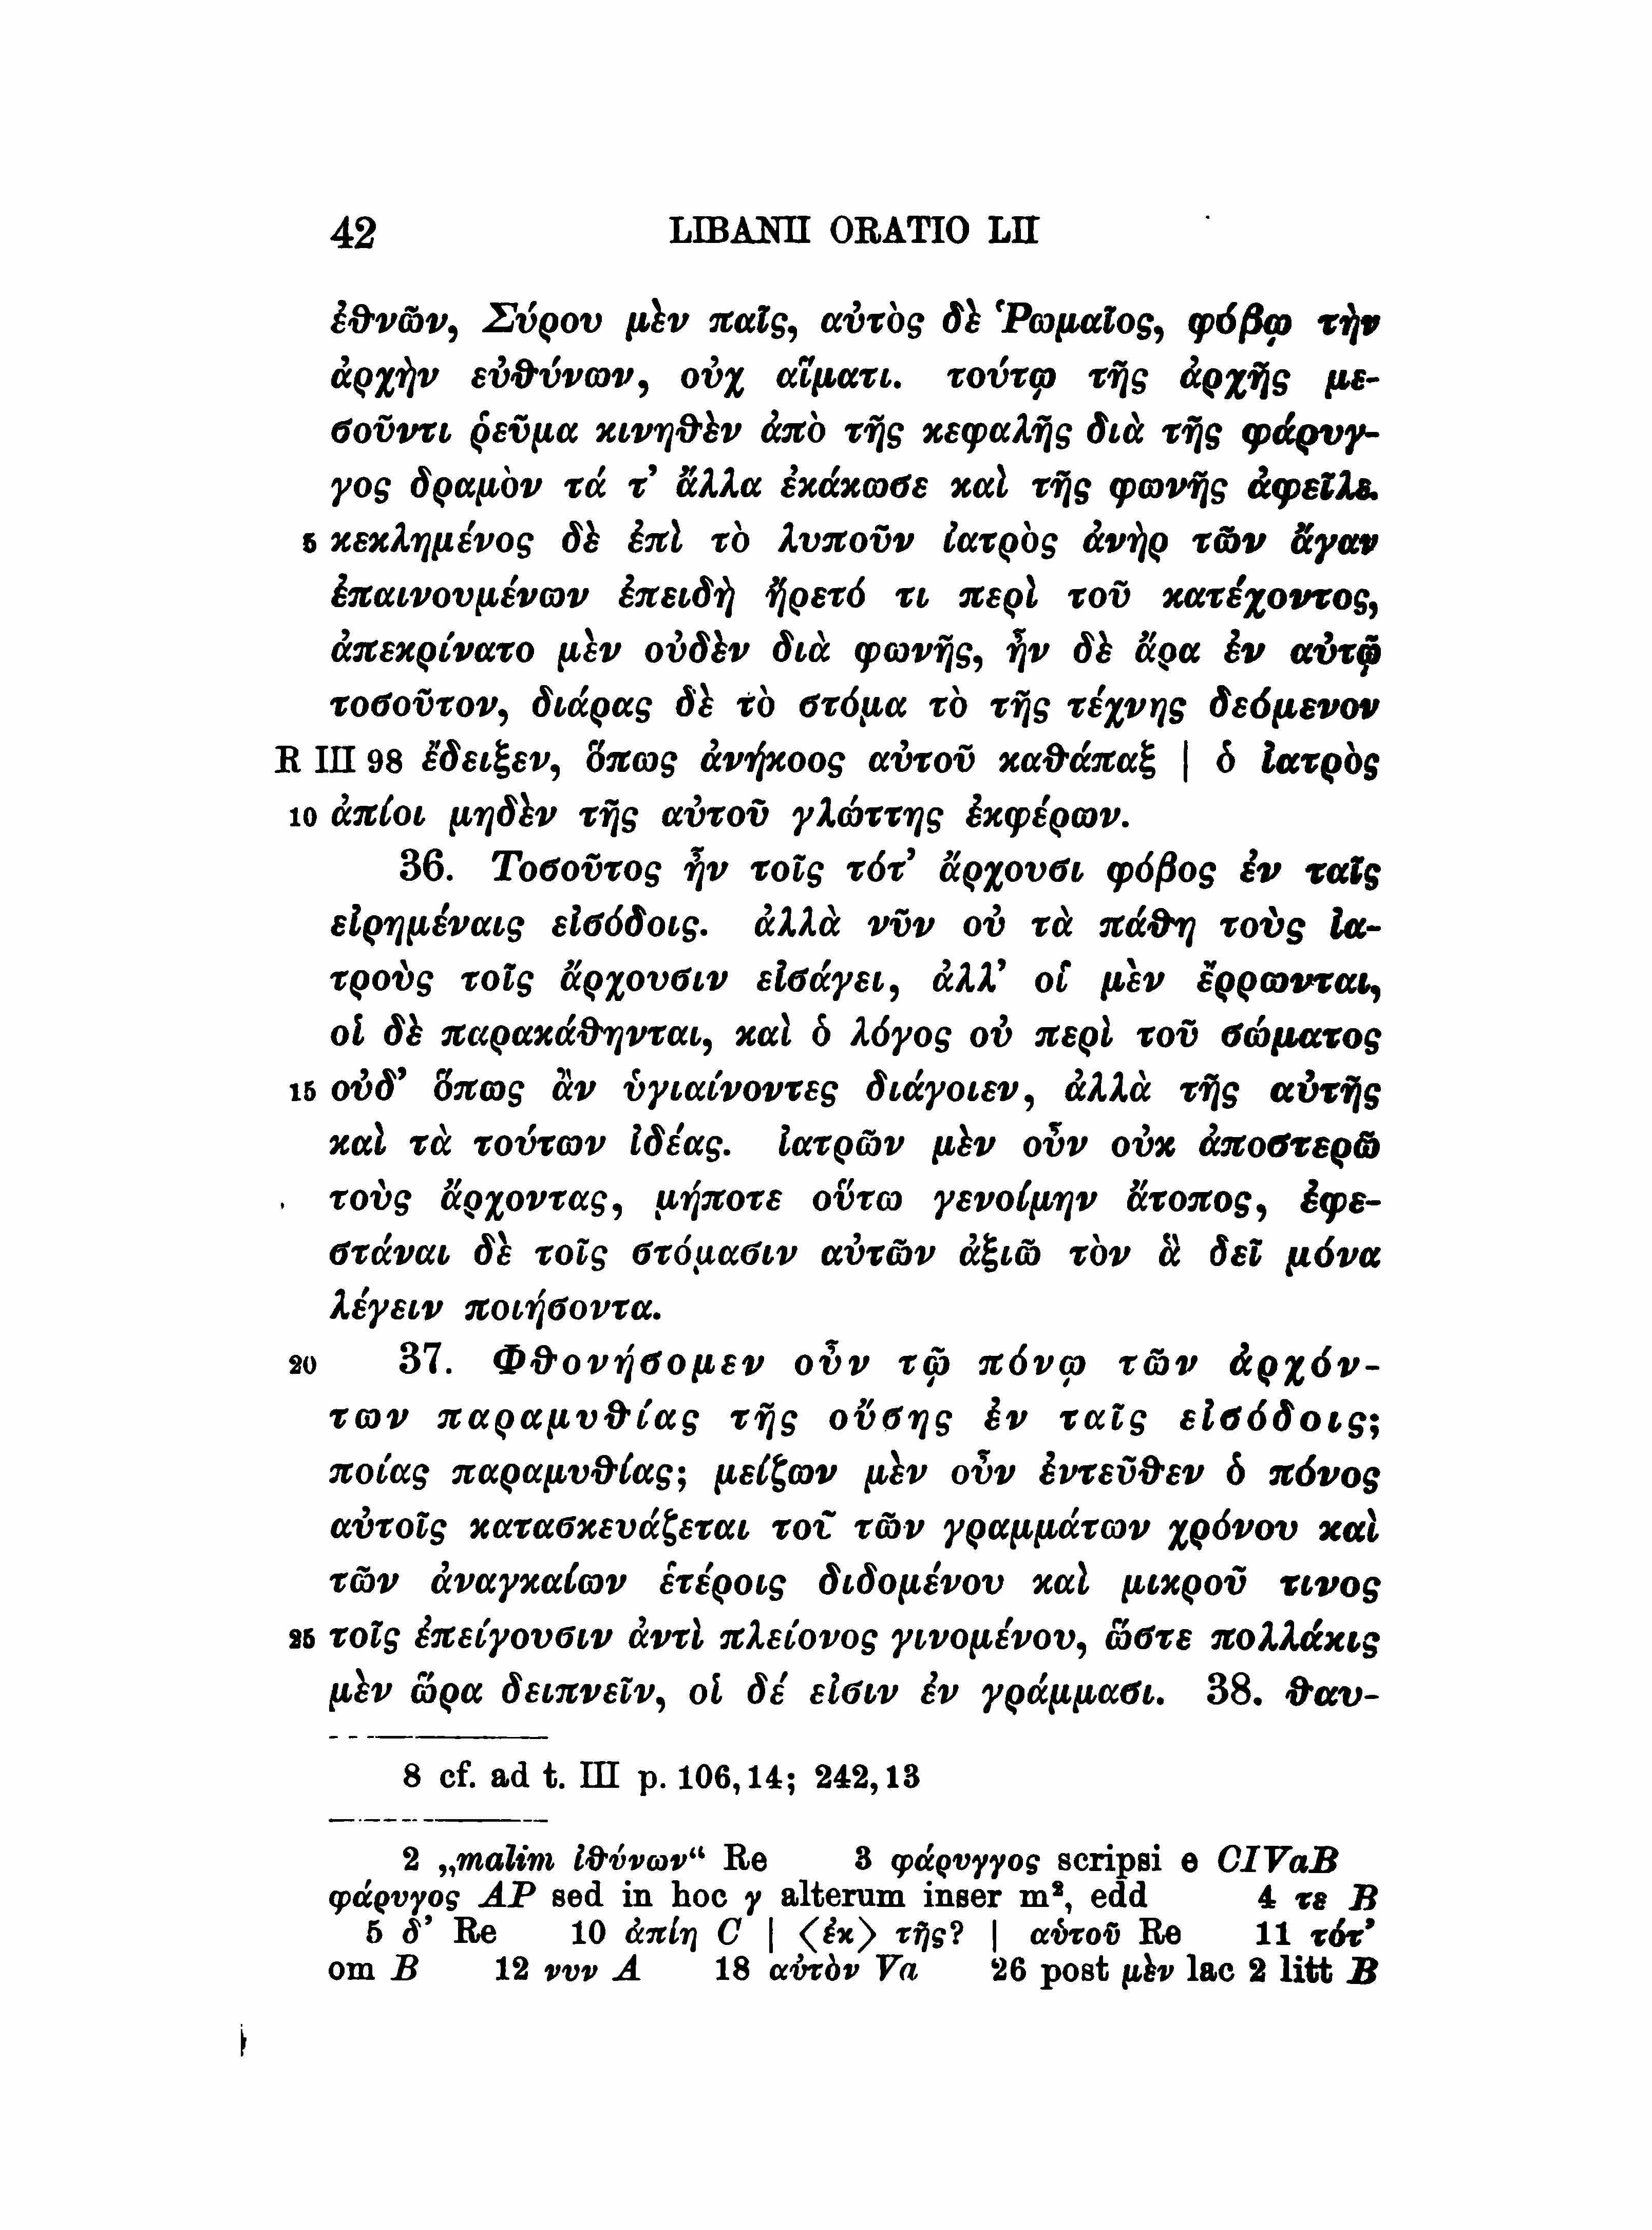 42 LIBANII ORATIO LII
ἐθνῶν, Σύρου μὲν παῖς, αὐτὸς δὲ Ῥωμαῖος, φόβῳ τὴν
ἀρχὴν εὐθύνων, οὐχ αἵματι. τούτῳ τῆς ἀρχῆς με-
σοῦντι ῥεῦμα κινηθὲν ἀπὸ τῆς κεφαλῆς διὰ τῆς φάρυγ-
γος δραμὸν τά τ’ ἄλλα ἐκάκωσε καὶ τῆς φωνῆς ἀφεῖλε.
5 κεκλημένος δὲ ἐπὶ τὸ λυποῦν ἰατρὸς ἀνὴρ τῶν ἄγαν
ἐπαινουμένων ἐπειδὴ ἤρετό τι περὶ τοῦ κατέχοντος,
ἀπεκρίνατο μὲν οὐδὲν διὰ φωνῆς, ἦν δὲ ἄρα ἐν αὐτῷ
τοσοῦτον, διάρας δὲ τὸ στόμα τὸ τῆς τέχνης δεόμενον
R III 98 ἔδειξεν, ὅπως ἀνήκοος αὐτοῦ καθάπαξ | ὁ ἰατρὸς
10 ἀπίοι μηδὲν τῆς αὐτοῦ γλώττης ἐκφέρων.
36. Τοσοῦτος ἦν τοῖς τότ’ ἄρχουσι φόβος ἐν ταῖς
εἰρημέναις εἰσόδοις. ἀλλὰ νῦν οὐ τὰ πάθη τοὺς ἰα-
τροὺς τοῖς ἄρχουσιν εἰσάγει, ἀλλ’ οἱ μὲν ἔρρωνται,
οἱ δὲ παρακάθηνται, καὶ ὁ λόγος οὐ περὶ τοῦ σώματος
15 οὐδ’ ὅπως ἂν ὑγιαίνοντες διάγοιεν, ἀλλὰ τῆς αὐτῆς
καὶ τὰ τούτων ἰδέας. ἰατρῶν μὲν οὖν οὐκ ἀποστερῶ
τοὺς ἄρχοντας, μήποτε οὕτω γενοίμην ἄτοπος, ἐφε-
στάναι δὲ τοῖς στόμασιν αὐτῶν ἀξιῶ τὸν ἃ δεῖ μόνα
λέγειν ποιήσοντα.
20 37. Φθονήσομεν οὖν τῷ πόνῳ τῶν ἀρχόν-
των παραμυθίας τῆς οὔσης ἐν ταῖς εἰσόδοις;
ποίας παραμυθίας; μείζων μὲν οὖν ἐντεῦθεν ὁ πόνος
αὐτοῖς κατασκευάζεται τοῦ τῶν γραμμάτων χρόνου καὶ
τῶν ἀναγκαίων ἑτέροις διδομένου καὶ μικροῦ τινος
25 τοῖς ἐπείγουσιν ἀντὶ πλείονος γινομένου, ὥστε πολλάκις
μὲν ὥρα δειπνεῖν, οἱ δέ εἰσιν ἐν γράμμασι. 38. θαυ-
8 cf. ad t. III p. 106,14; 242,13
2 „malim ἰθύνων“ Re 3 φάρυγγος scripsi e CIVaB
φάρυγος AP sed in hoc γ alterum inser m², edd 4 τε B
5 δ’ Re 10 ἀπίη C | ⟨ἐκ⟩ τῆς? | αὑτοῦ Re 11 τότ’
om B 12 νυν A 18 αὐτὸν Va 26 post μὲν lac 2 litt B